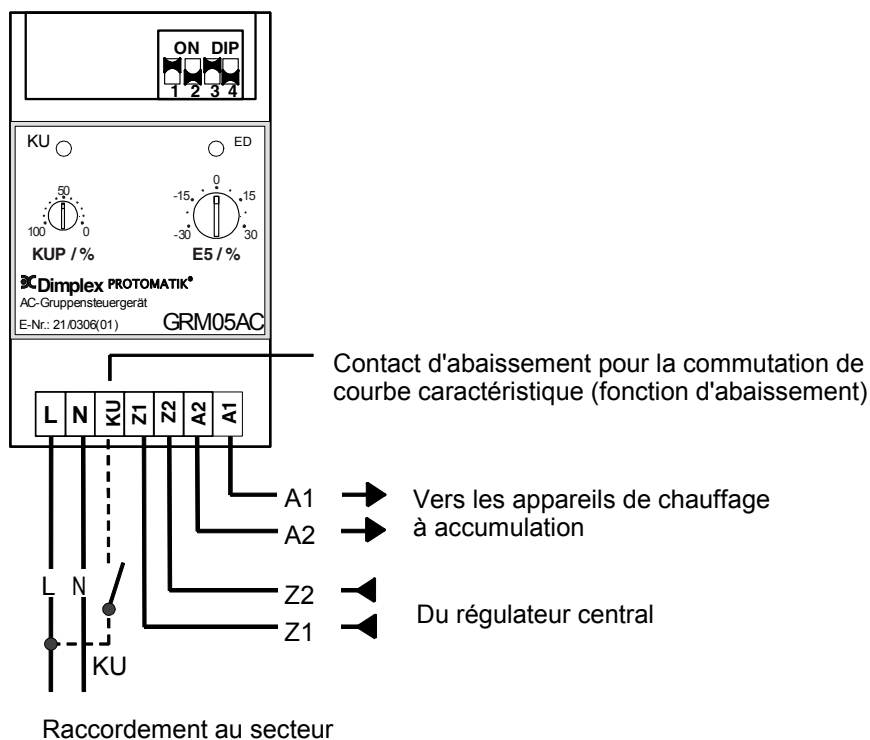 ON DIP
1 2 3 4
KU
ED
50
100 0
KUP / %
0
-15 15
-30 30
E5 / %
Dimplex PROTOMATIK®
AC-Gruppensteuergerät
E-Nr.: 21/0306(01) GRM05AC
Contact d'abaissement pour la commutation de
courbe caractéristique (fonction d'abaissement)
L N KU Z1 Z2 A2 A1
A1
Vers les appareils de chauffage
A2
à accumulation
L N
Z2
Du régulateur central
Z1
KU
Raccordement au secteur